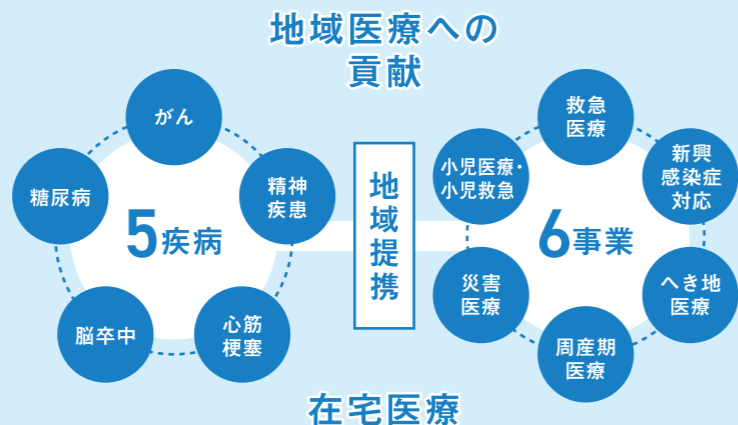 地域医療への
貢献
がん
精神
疾患
心筋
梗塞
脳卒中
糖尿病
5疾病
地域提携
救急
医療
新興
感染症
対応
へき地
医療
周産期
医療
災害
医療
小児医療・
小児救急
6事業
在宅医療